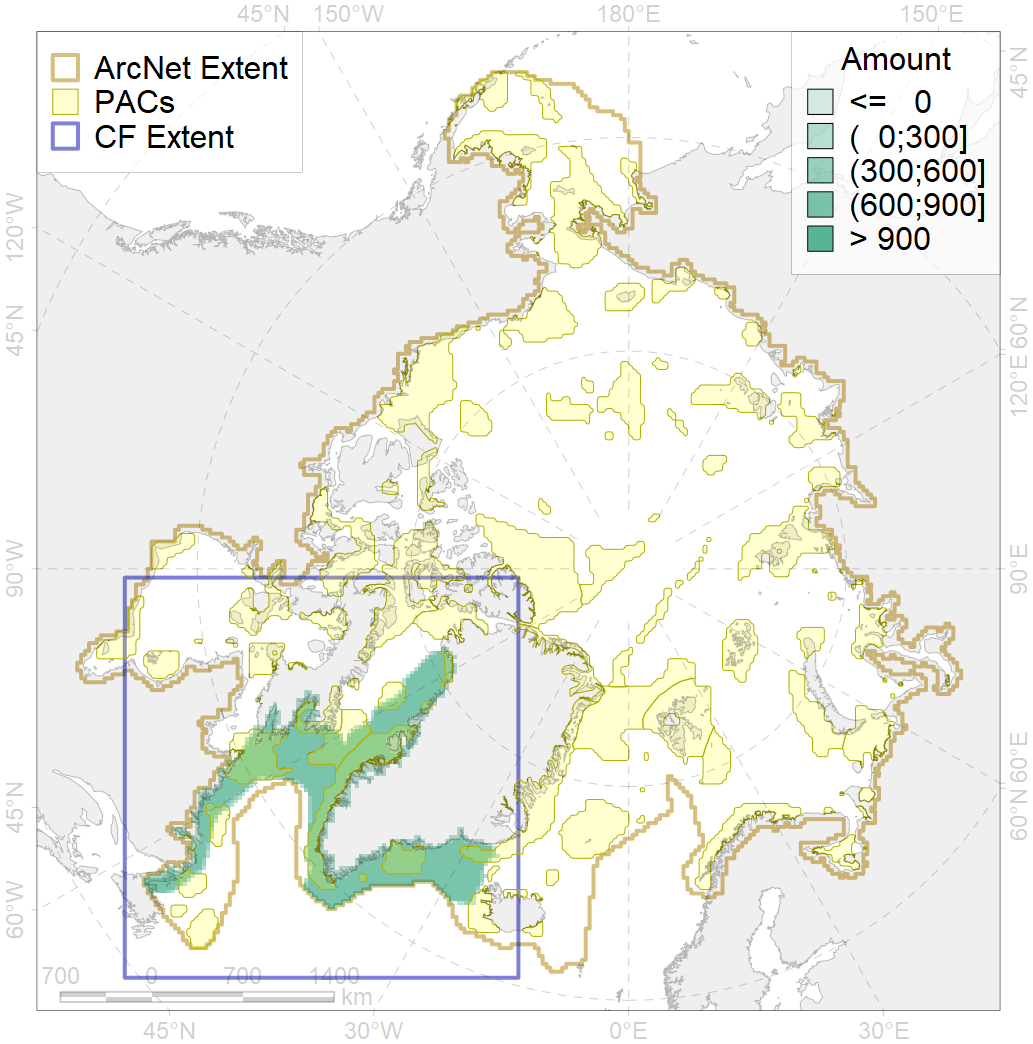 45°N 150°W 180°E 150°E
ArcNet Extent
PACs
CF Extent
Amount
<= 0
( 0;300]
(300;600]
(600;900]
> 900
45°N
120°W
60°N
45°N
120°E
90°W
90°E
60°E
45°N
60°N
60°W
700 0 700 1400
km
45°N 30°W 0°E 30°E